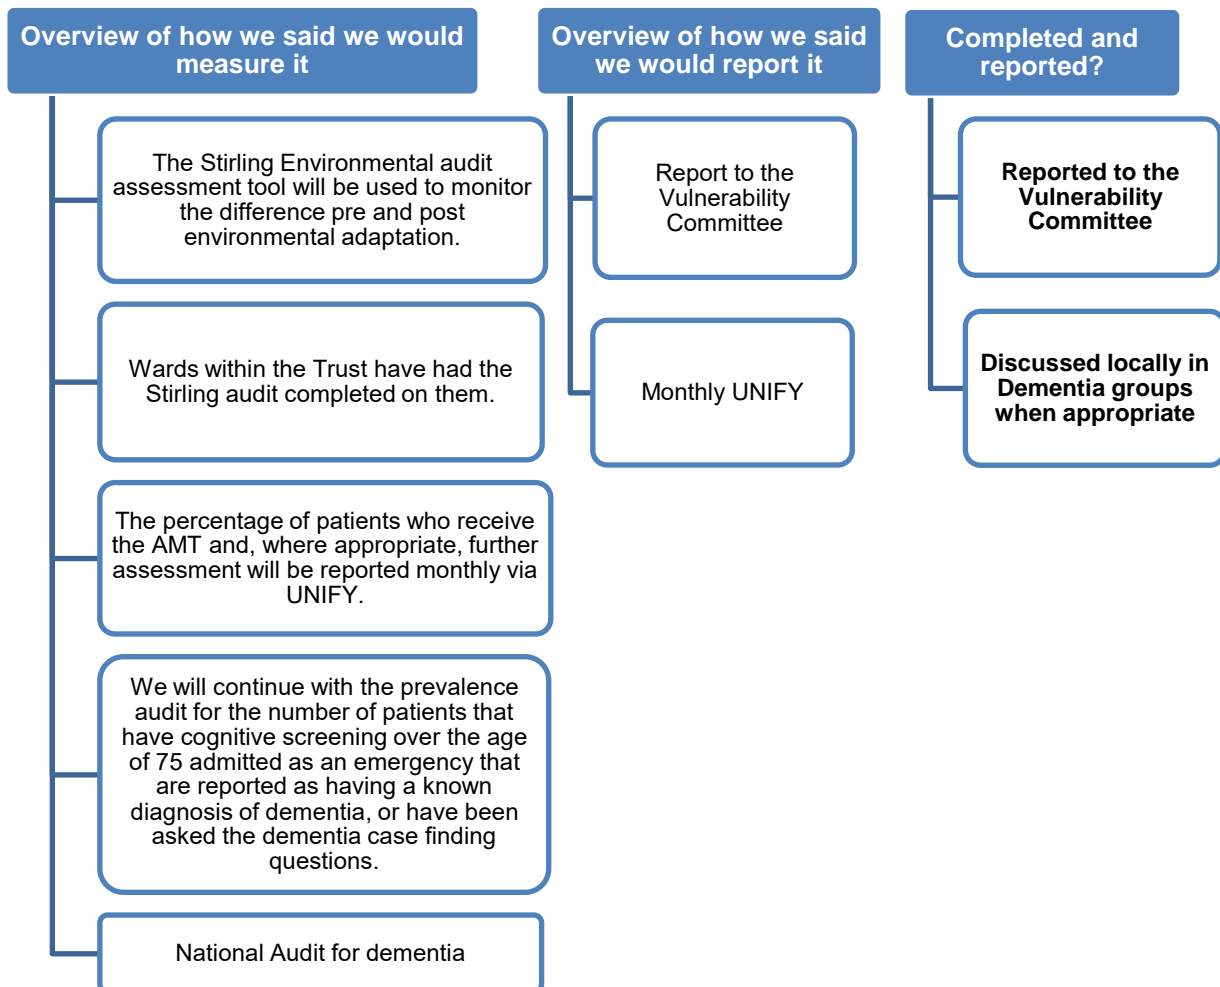 Overview of how we said we would
measure it
The Stirling Environmental audit
assessment tool will be used to monitor
the difference pre and post
environmental adaptation.
Wards within the Trust have had the
Stirling audit completed on them.
The percentage of patients who receive
the AMT and, where appropriate, further
assessment will be reported monthly via
UNIFY.
We will continue with the prevalence
audit for the number of patients that
have cognitive screening over the age
of 75 admitted as an emergency that
are reported as having a known
diagnosis of dementia, or have been
asked the dementia case finding
questions.
National Audit for dementia
Overview of how we said
we would report it
Report to the
Vulnerability
Committee
Monthly UNIFY
Completed and
reported?
Reported to the
Vulnerability
Committee
Discussed locally in
Dementia groups
when appropriate